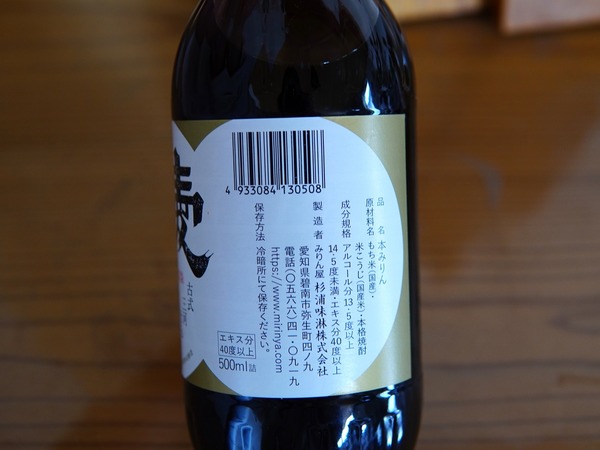 4 933084 130508
品名 本みりん
原材料名 もち米(国産)・
米こうじ(国産米)・本格焼酎
成分規格 アルコール分13・5度以上
14・5度未満・エキス分40度以上
製造者 みりん屋 杉浦味淋株式会社
愛知県碧南市弥生町四ノ九
電話(〇五六六)四一・〇九一九
https://www.mirinya.com
保存方法 冷暗所にて保存ください。
エキス分
40度以上
500ml詰
古式